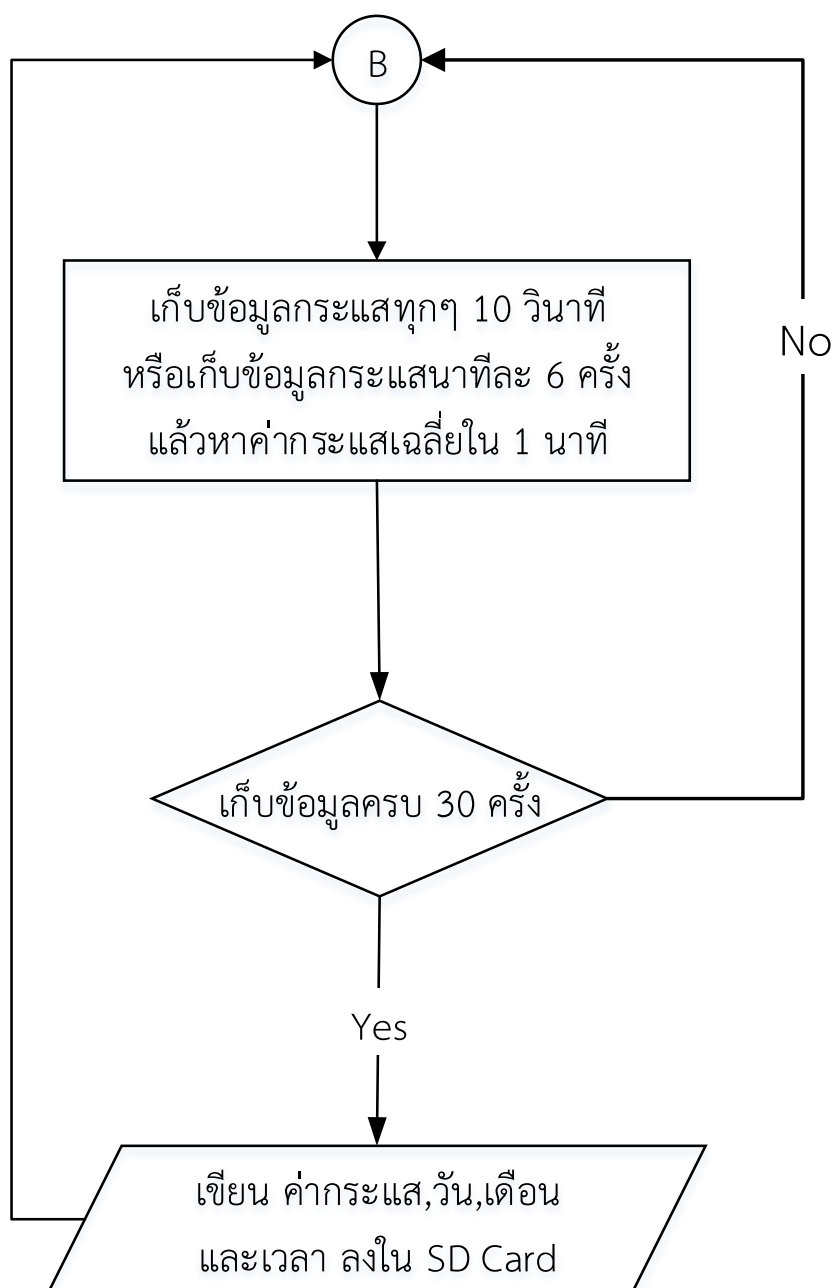 B
เก็บข้อมูลกระแสทุกๆ 10 วินาที
หรือเก็บข้อมูลกระแสนาทีละ 6 ครั้ง
แล้วหาค่ากระแสเฉลี่ยใน 1 นาที
No
เก็บข้อมูลครบ 30 ครั้ง
Yes
เขียน ค่ากระแส,วัน,เดือน
และเวลา ลงใน SD Card